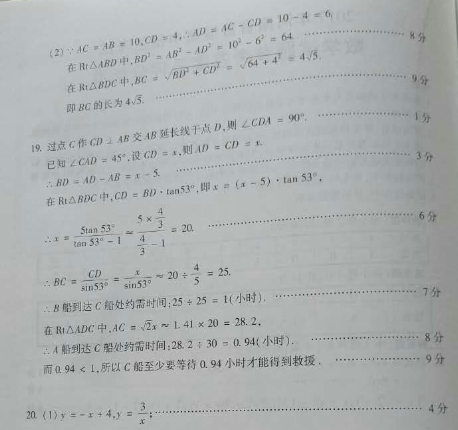 (2)∵AC=AB=10,CD=4,∴AD=AC-CD=10-4=6,
在Rt△ABD中,BD²=AB²-AD²=10²-6²=64. ……8分
在Rt△BDC中,BC=√(BD²+CD²)=√(64+4²)=4√5.
即BC的长为4√5. ……9分
19. 过点C作CD⊥AB交AB延长线于点D,则∠CDA=90°. ……1分
已知∠CAD=45°,设CD=x,则AD=CD=x.
∴BD=AD-AB=x-5. ……3分
在Rt△BDC中,CD=BD·tan53°,即x=(x-5)·tan53°,
∴x=5tan53°/(tan53°-1)≈(5×4/3)/(4/3-1)=20. ……6分
∴BC=CD/sin53°=x/sin53°≈20÷4/5=25.
∴B船到达C船处约需时间:25÷25=1(小时). ……7分
在Rt△ADC中,AC=√2x≈1.41×20=28.2,
∴A船到达C船处约需时间:28.2÷30=0.94(小时). ……8分
而0.94<1,所以C船至少要等待0.94小时才能得到救援. ……9分
20. (1)y=-x+4,y=3/x; ……4分